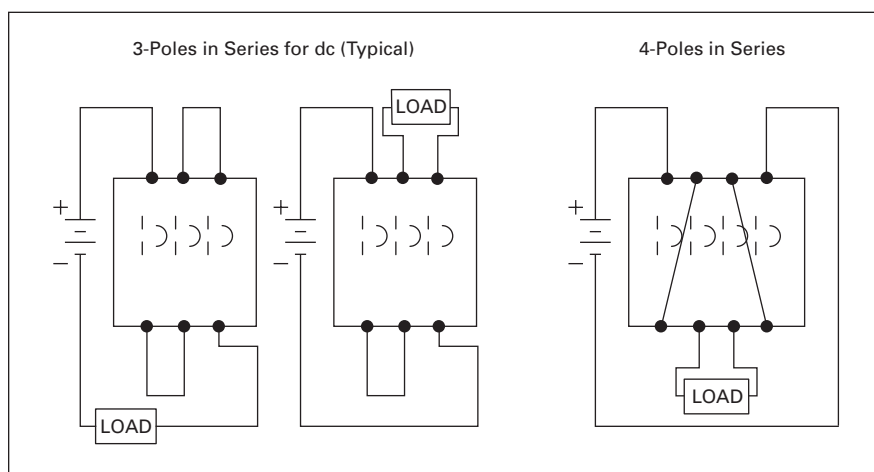 3-Poles in Series for dc (Typical)
4-Poles in Series
LOAD
+
−
LOAD
+
−
+
−
LOAD